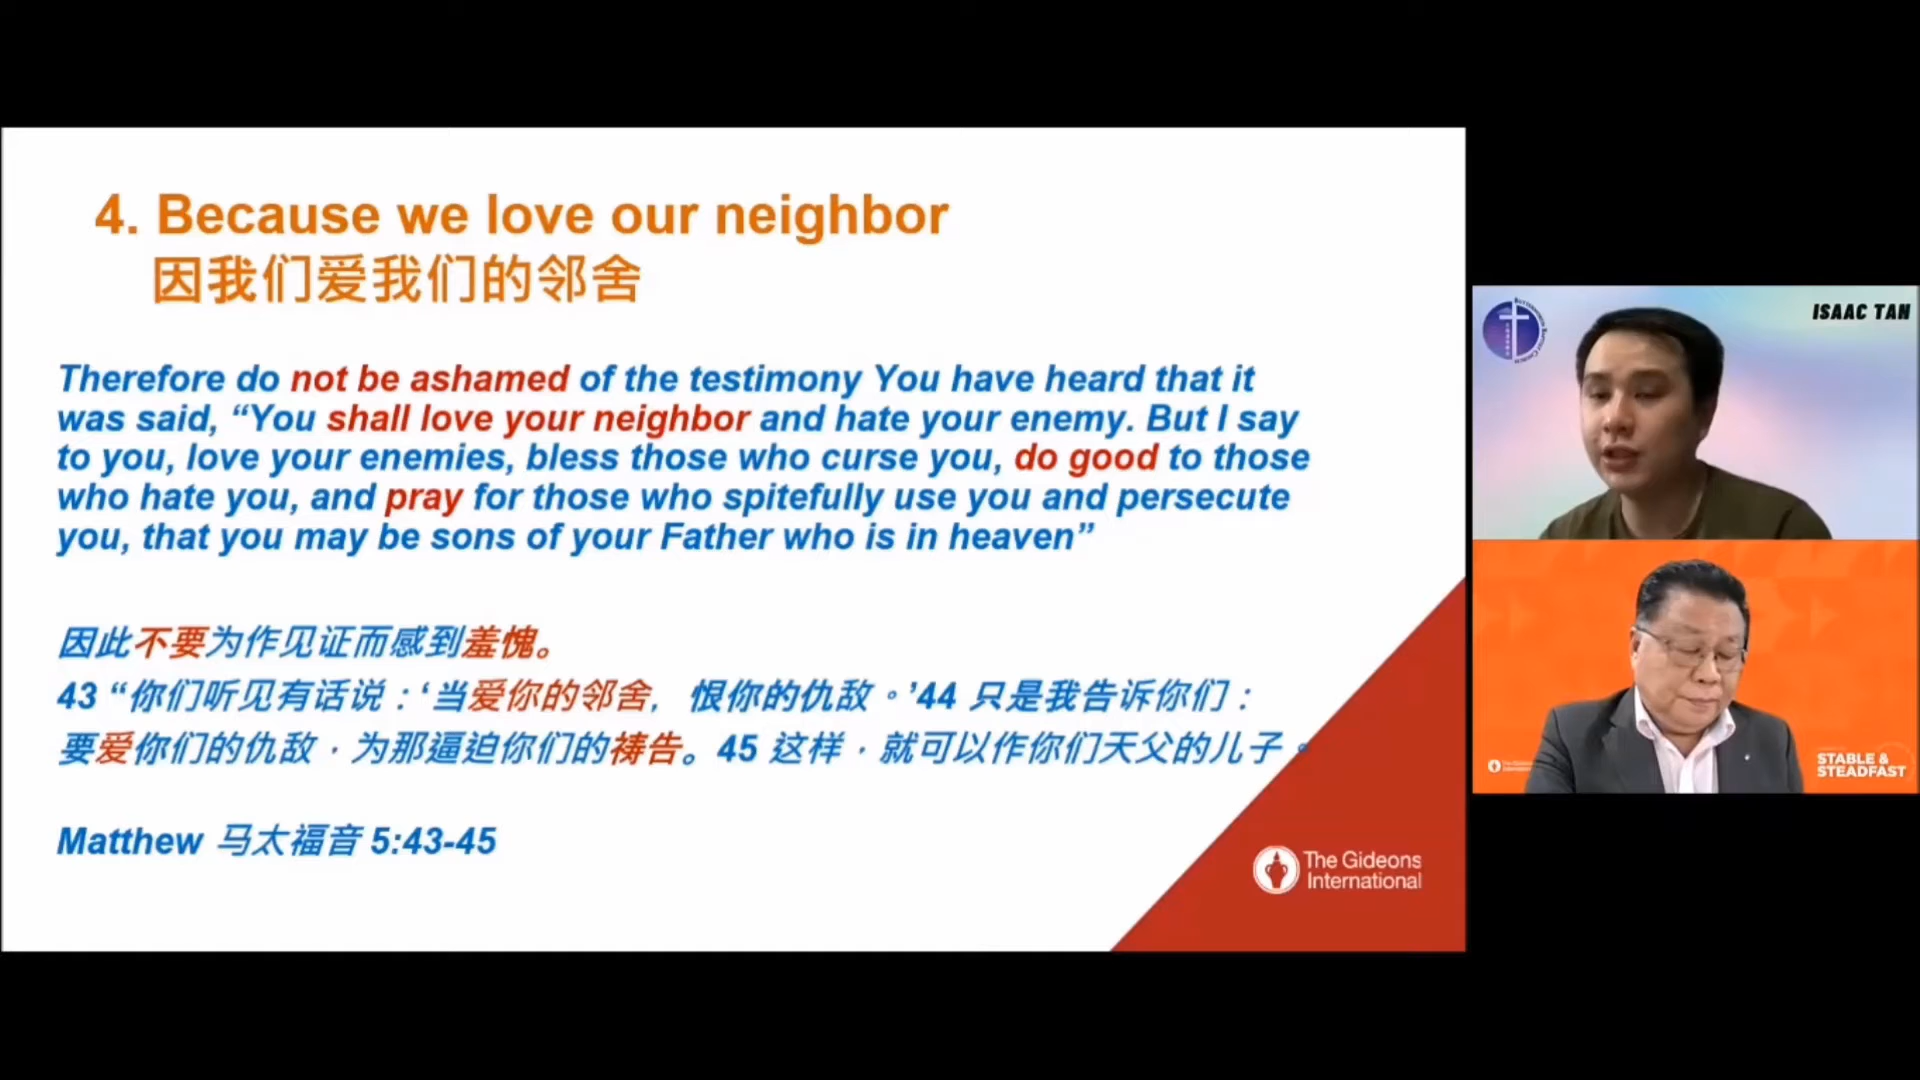 4. Because we love our neighbor
因我们爱我们的邻舍
Therefore do not be ashamed of the testimony You have heard that it
was said, “You shall love your neighbor and hate your enemy. But I say
to you, love your enemies, bless those who curse you, do good to those
who hate you, and pray for those who spitefully use you and persecute
you, that you may be sons of your Father who is in heaven”
因此不要为作见证而感到羞愧。
43 “你们听见有话说：‘当爱你的邻舍， 恨你的仇敌。’44 只是我告诉你们：
要爱你们的仇敌，为那逼迫你们的祷告。45 这样，就可以作你们天父的儿子。
Matthew 马太福音 5:43-45
The Gideons
International
ISAAC TAN
STABLE &
STEADFAST